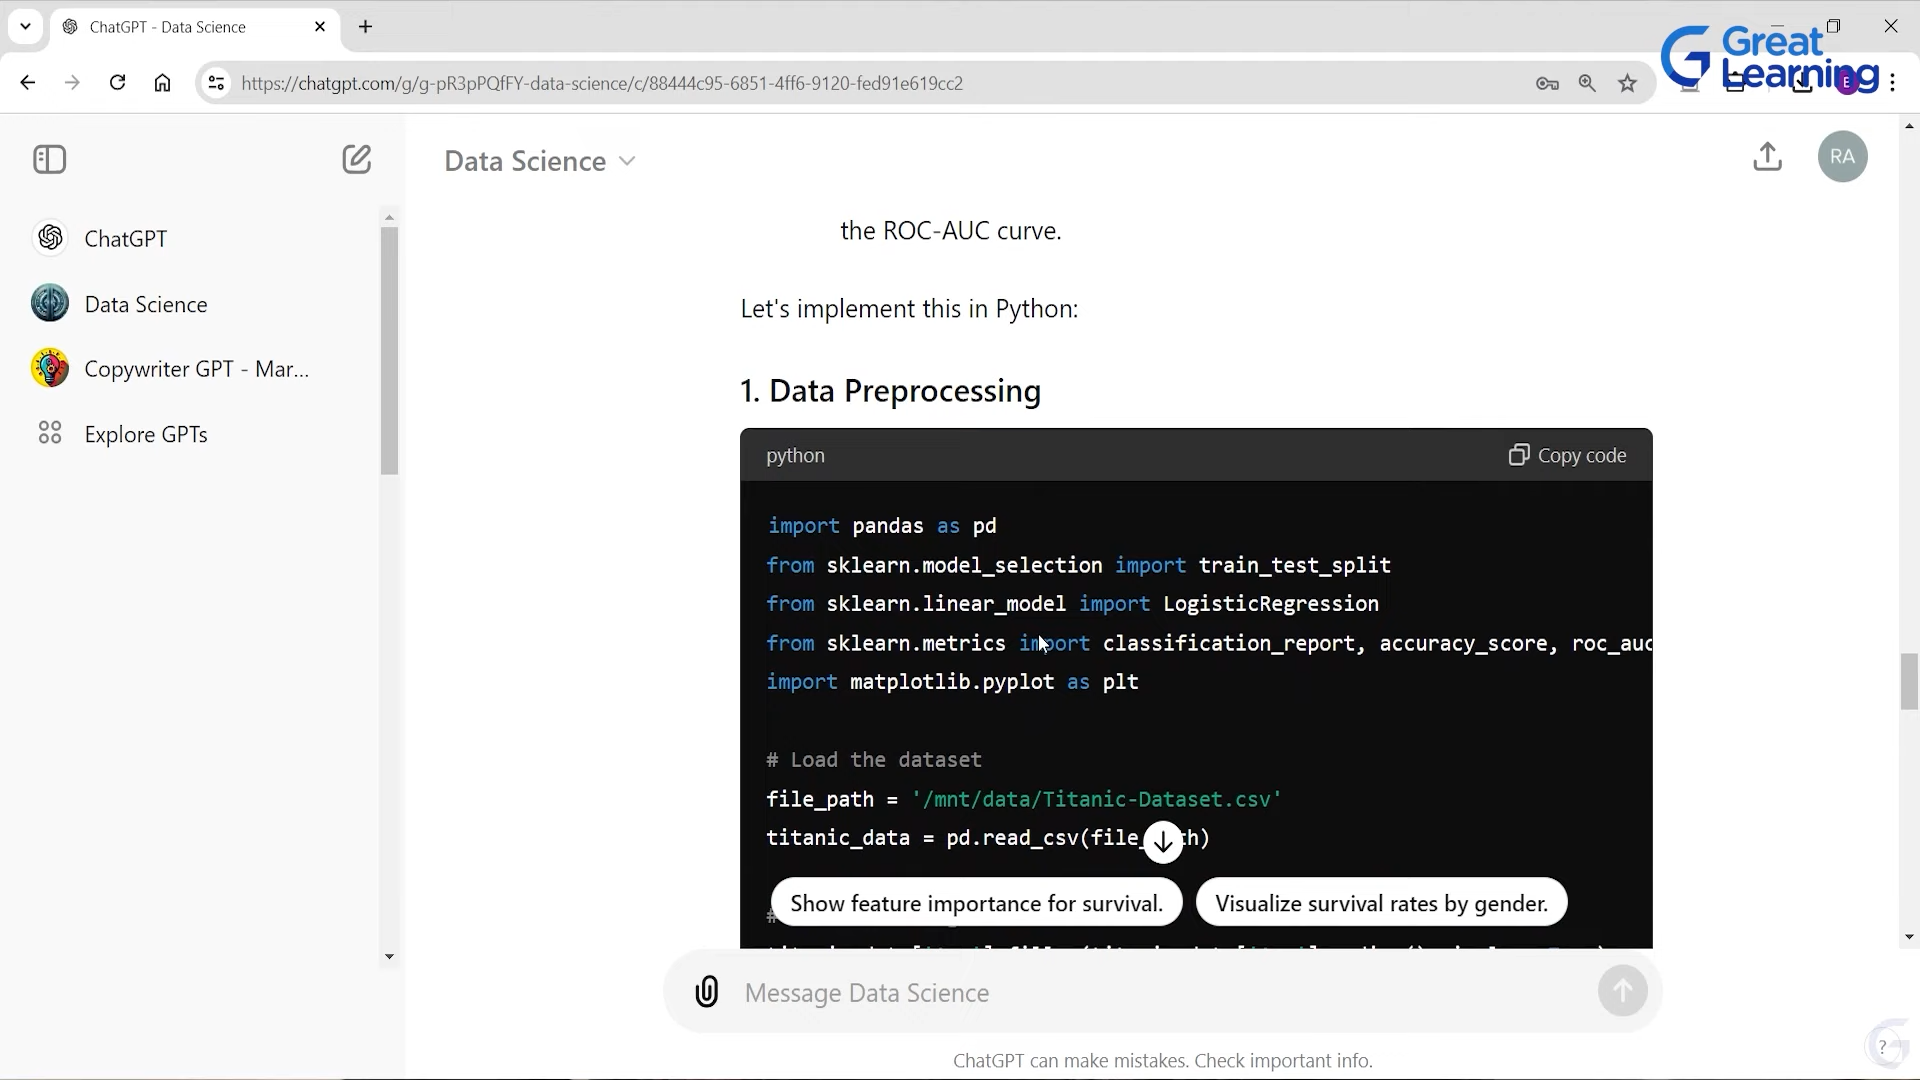 ChatGPT - Data Science
Great
Learning
https://chatgpt.com/g/g-pR3pPQfFY-data-science/c/88444c95-6851-4ff6-9120-fed91e619cc2
E
Data Science
RA
ChatGPT
Data Science
Copywriter GPT - Mar...
Explore GPTs
the ROC-AUC curve.
Let's implement this in Python:
1. Data Preprocessing
python
Copy code
import pandas as pd
from sklearn.model_selection import train_test_split
from sklearn.linear_model import LogisticRegression
from sklearn.metrics import classification_report, accuracy_score, roc_auc
import matplotlib.pyplot as plt
# Load the dataset
file_path = '/mnt/data/Titanic-Dataset.csv'
titanic_data = pd.read_csv(file_ th)
#
Show feature importance for survival.
Visualize survival rates by gender.
Message Data Science
ChatGPT can make mistakes. Check important info.
?